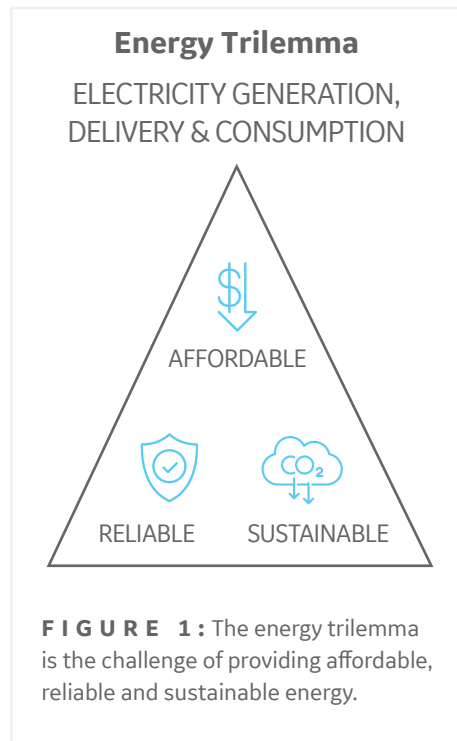 Energy Trilemma
ELECTRICITY GENERATION,
DELIVERY & CONSUMPTION
$
AFFORDABLE
CO₂
RELIABLE SUSTAINABLE
FIGURE 1: The energy trilemma
is the challenge of providing affordable,
reliable and sustainable energy.